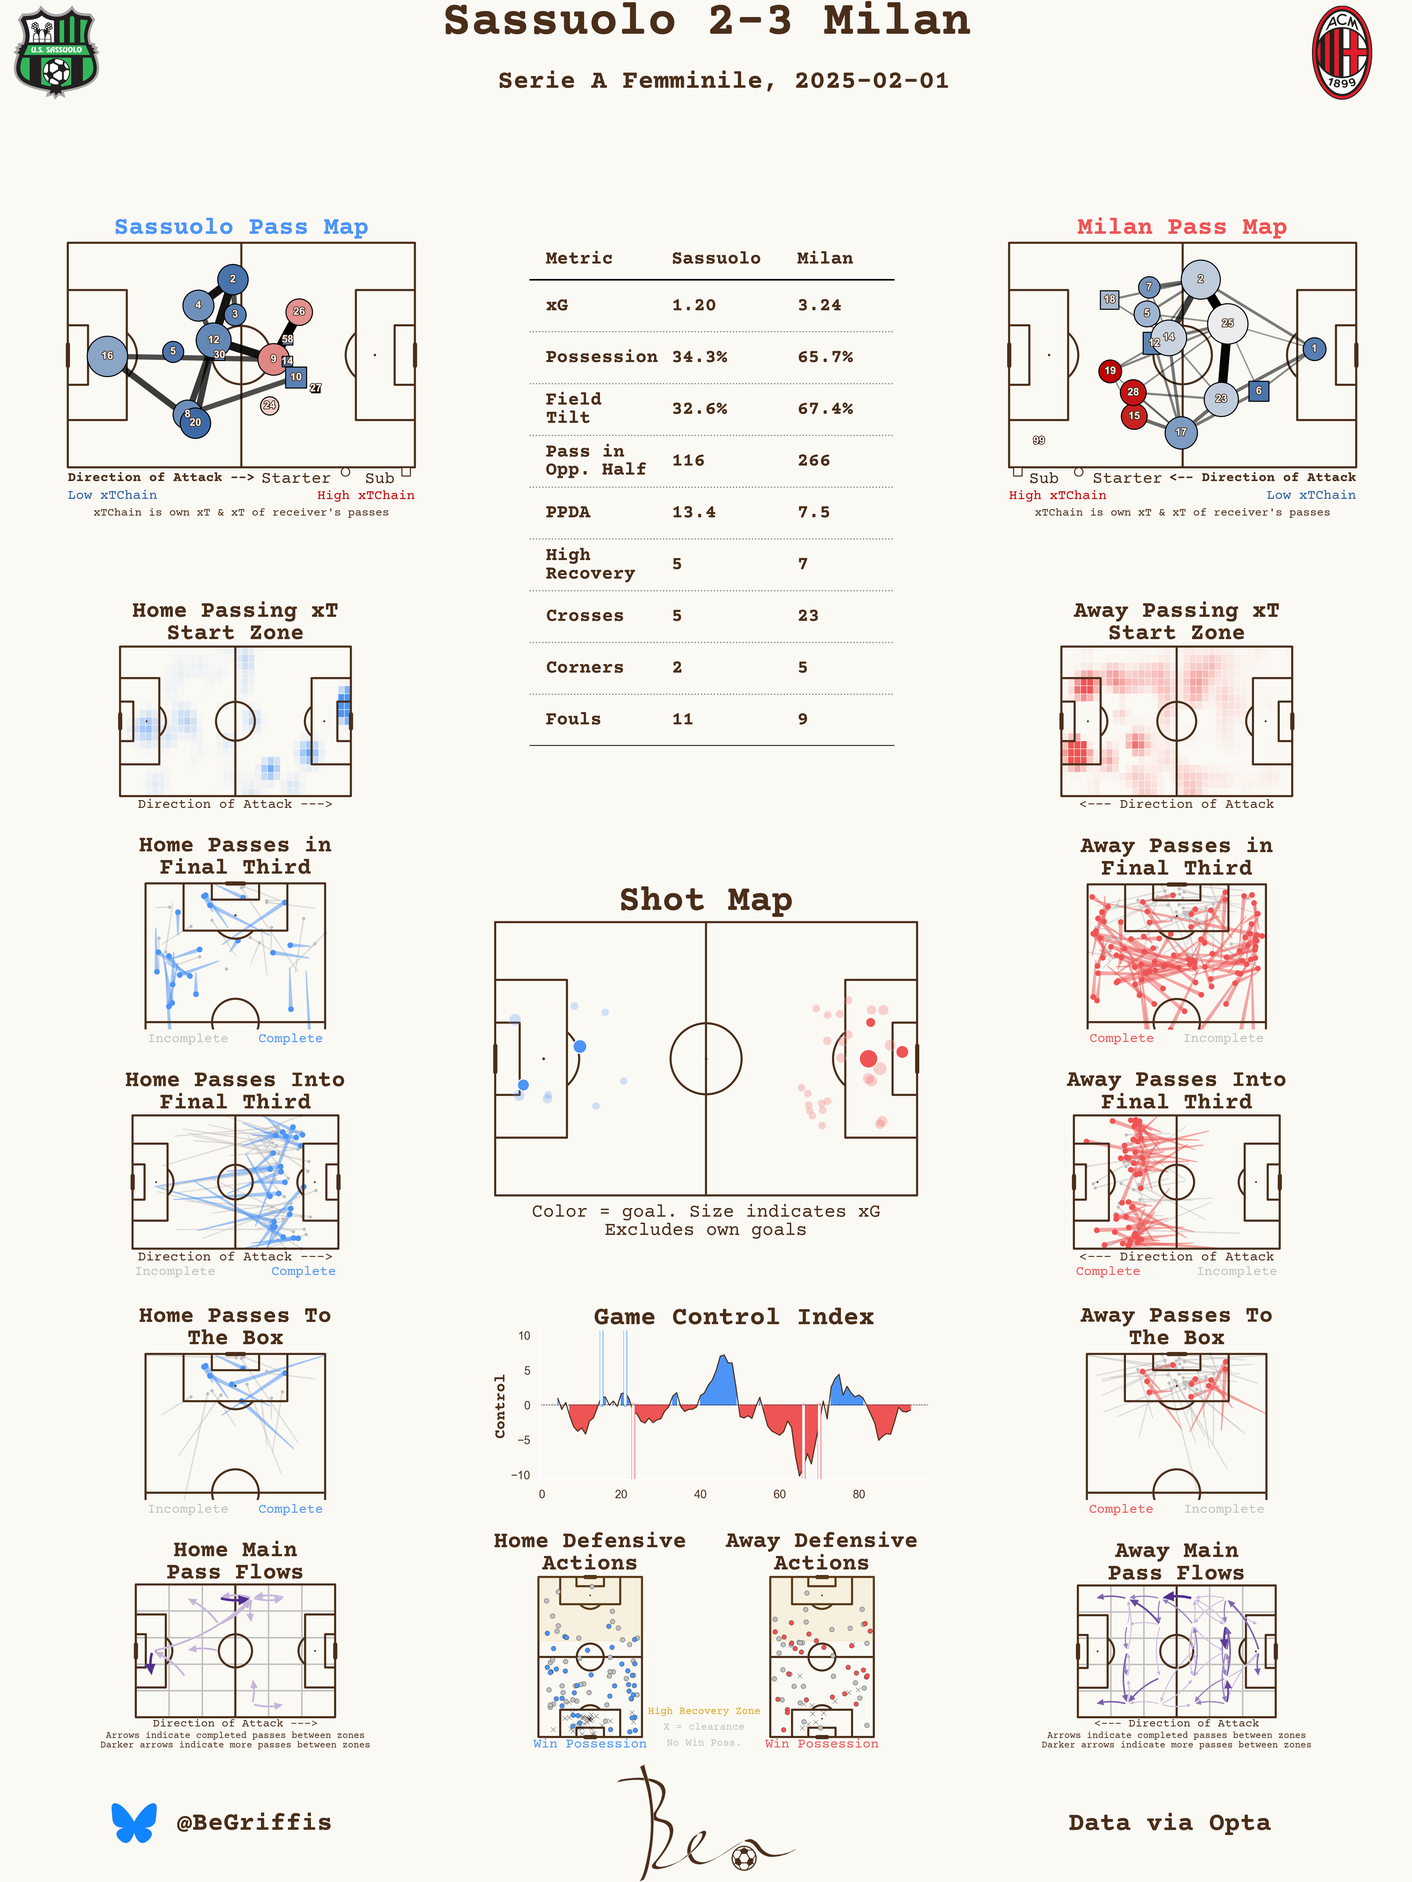 Sassuolo 2-3 Milan
Serie A Femminile, 2025-02-01
U.S. SASSUOLO
ACM
1899
Sassuolo Pass Map
2
4
3
26
12
58
30
5
16
9
14
10
27
24
8
20
Direction of Attack --> Starter Sub
Low xTChain High xTChain
xTChain is own xT & xT of receiver's passes
Metric Sassuolo Milan
xG 1.20 3.24
Possession 34.3% 65.7%
Field
Tilt 32.6% 67.4%
Pass in
Opp. Half 116 266
PPDA 13.4 7.5
High
Recovery 5 7
Crosses 5 23
Corners 2 5
Fouls 11 9
Milan Pass Map
2
7
18
5
25
14
12
1
19
28
6
23
15
17
99
Sub Starter <-- Direction of Attack
High xTChain Low xTChain
xTChain is own xT & xT of receiver's passes
Home Passing xT
Start Zone
Direction of Attack --->
Away Passing xT
Start Zone
<--- Direction of Attack
Home Passes in
Final Third
Incomplete Complete
Away Passes in
Final Third
Complete Incomplete
Shot Map
Color = goal. Size indicates xG
Excludes own goals
Home Passes Into
Final Third
Direction of Attack --->
Incomplete Complete
Away Passes Into
Final Third
<--- Direction of Attack
Complete Incomplete
Home Passes To
The Box
Incomplete Complete
Game Control Index
Control
10
5
0
−5
−10
0 20 40 60 80
Away Passes To
The Box
Complete Incomplete
Home Main
Pass Flows
Direction of Attack --->
Arrows indicate completed passes between zones
Darker arrows indicate more passes between zones
Home Defensive
Actions
Win Possession
Away Defensive
Actions
Win Possession
High Recovery Zone
X = clearance
No Win Poss.
Away Main
Pass Flows
<--- Direction of Attack
Arrows indicate completed passes between zones
Darker arrows indicate more passes between zones
@BeGriffis
Data via Opta